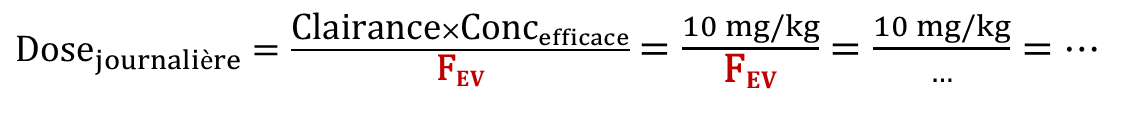 Dose_journalière = Clairance×Conc_efficace / F_EV = 10 mg/kg / F_EV = 10 mg/kg / ... = ⋯